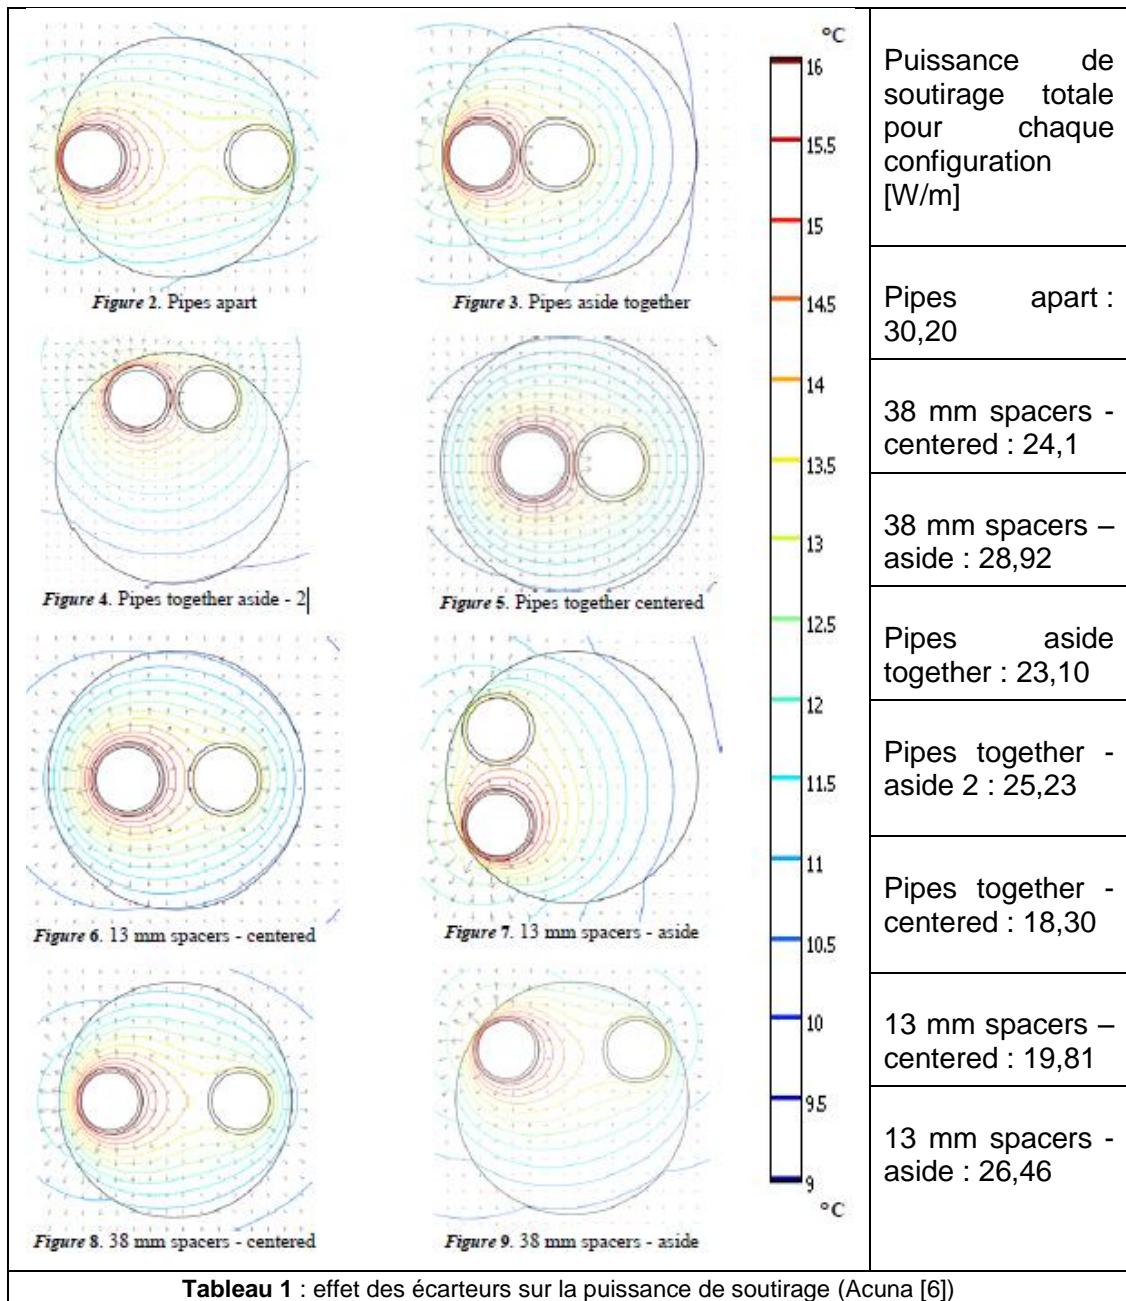 Figure 2. Pipes apart
Figure 3. Pipes aside together
Figure 4. Pipes together aside - 2
Figure 5. Pipes together centered
Figure 6. 13 mm spacers - centered
Figure 7. 13 mm spacers - aside
Figure 8. 38 mm spacers - centered
Figure 9. 38 mm spacers - aside
°C
16
15.5
15
14.5
14
13.5
13
12.5
12
11.5
11
10.5
10
9.5
9
°C
Puissance de
soutirage totale
pour chaque
configuration
[W/m]
Pipes apart :
30,20
38 mm spacers -
centered : 24,1
38 mm spacers –
aside : 28,92
Pipes aside
together : 23,10
Pipes together -
aside 2 : 25,23
Pipes together -
centered : 18,30
13 mm spacers –
centered : 19,81
13 mm spacers -
aside : 26,46
Tableau 1 : effet des écarteurs sur la puissance de soutirage (Acuna [6])